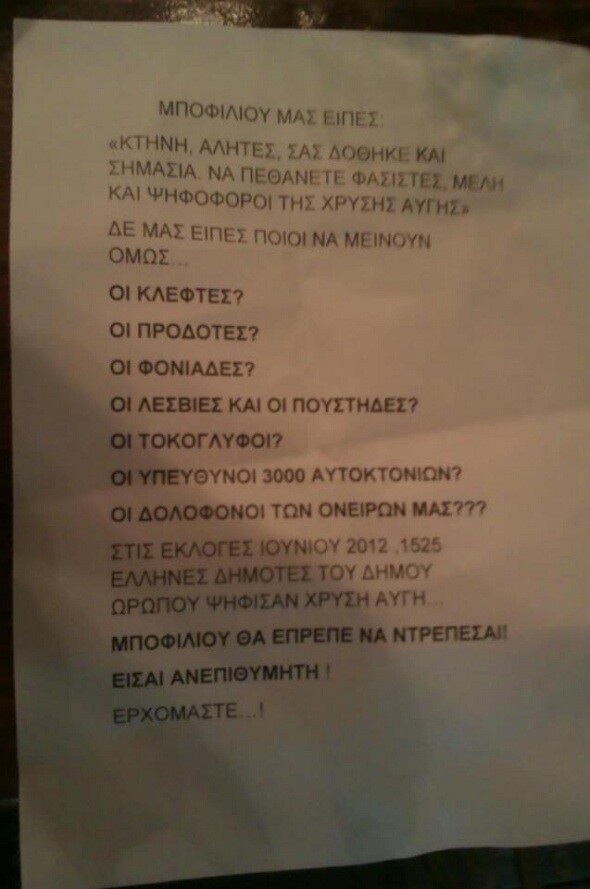 ΜΠΟΦΙΛΙΟΥ ΜΑΣ ΕΙΠΕΣ:
«ΚΤΗΝΗ, ΑΛΗΤΕΣ, ΣΑΣ ΔΟΘΗΚΕ ΚΑΙ
ΣΗΜΑΣΙΑ. ΝΑ ΠΕΘΑΝΕΤΕ ΦΑΣΙΣΤΕΣ, ΜΕΛΗ
ΚΑΙ ΨΗΦΟΦΟΡΟΙ ΤΗΣ ΧΡΥΣΗΣ ΑΥΓΗΣ»
ΔΕ ΜΑΣ ΕΙΠΕΣ ΠΟΙΟΙ ΝΑ ΜΕΙΝΟΥΝ
ΟΜΩΣ...
ΟΙ ΚΛΕΦΤΕΣ?
ΟΙ ΠΡΟΔΟΤΕΣ?
ΟΙ ΦΟΝΙΑΔΕΣ?
ΟΙ ΛΕΣΒΙΕΣ ΚΑΙ ΟΙ ΠΟΥΣΤΗΔΕΣ?
ΟΙ ΤΟΚΟΓΛΥΦΟΙ?
ΟΙ ΥΠΕΥΘΥΝΟΙ 3000 ΑΥΤΟΚΤΟΝΙΩΝ?
ΟΙ ΔΟΛΟΦΟΝΟΙ ΤΩΝ ΟΝΕΙΡΩΝ ΜΑΣ???
ΣΤΙΣ ΕΚΛΟΓΕΣ ΙΟΥΝΙΟΥ 2012 ,1525
ΕΛΛΗΝΕΣ ΔΗΜΟΤΕΣ ΤΟΥ ΔΗΜΟΥ
ΩΡΩΠΟΥ ΨΗΦΙΣΑΝ ΧΡΥΣΗ ΑΥΓΗ...
ΜΠΟΦΙΛΙΟΥ ΘΑ ΕΠΡΕΠΕ ΝΑ ΝΤΡΕΠΕΣΑΙ!
ΕΙΣΑΙ ΑΝΕΠΙΘΥΜΗΤΗ !
ΕΡΧΟΜΑΣΤΕ...!